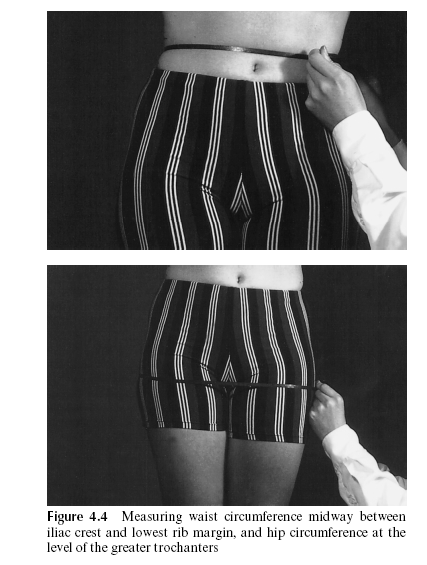 Figure 4.4 Measuring waist circumference midway between
iliac crest and lowest rib margin, and hip circumference at the
level of the greater trochanters